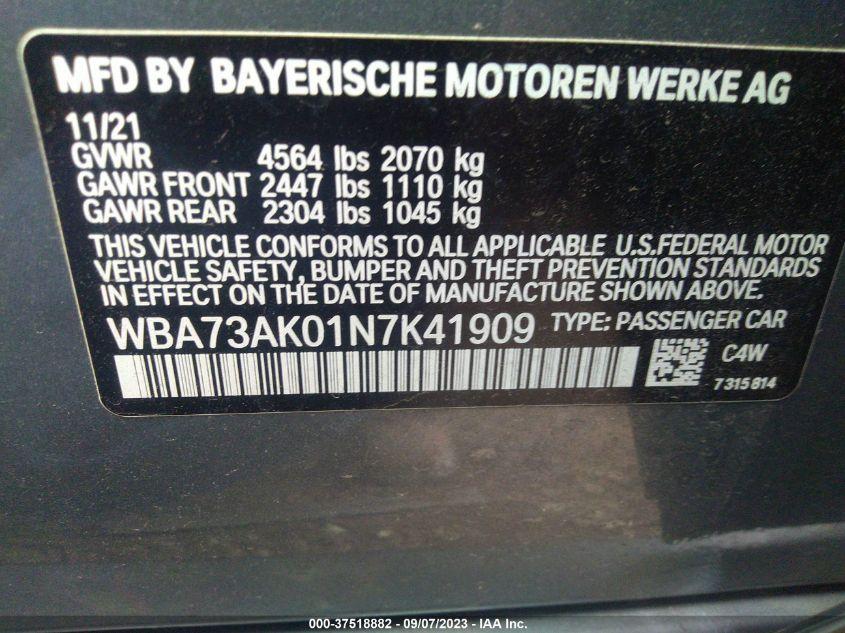 MFD BY BAYERISCHE MOTOREN WERKE AG
11/21
GVWR 4564 lbs 2070 kg
GAWR FRONT 2447 lbs 1110 kg
GAWR REAR 2304 lbs 1045 kg
THIS VEHICLE CONFORMS TO ALL APPLICABLE U.S.FEDERAL MOTOR
VEHICLE SAFETY, BUMPER AND THEFT PREVENTION STANDARDS
IN EFFECT ON THE DATE OF MANUFACTURE SHOWN ABOVE.
WBA73AK01N7K41909 TYPE: PASSENGER CAR
C4W
7315814
000-37518882 - 09/07/2023 - IAA Inc.